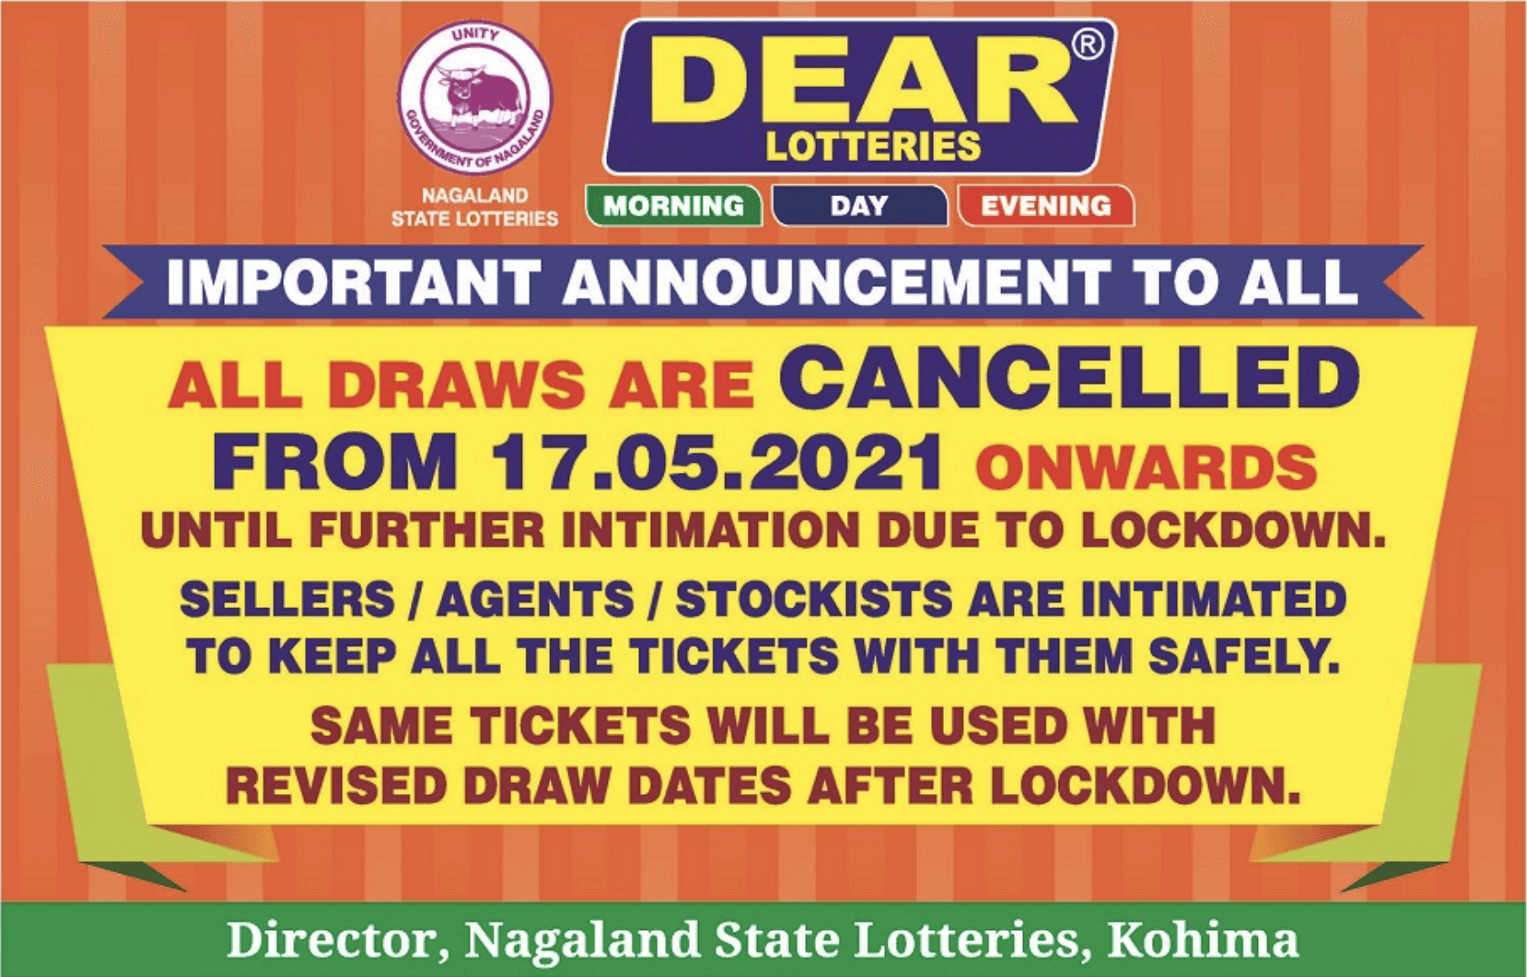 UNITY
GOVERNMENT OF NAGALAND
NAGALAND
STATE LOTTERIES
DEAR®
LOTTERIES
MORNING DAY EVENING
IMPORTANT ANNOUNCEMENT TO ALL
ALL DRAWS ARE CANCELLED
FROM 17.05.2021 ONWARDS
UNTIL FURTHER INTIMATION DUE TO LOCKDOWN.
SELLERS / AGENTS / STOCKISTS ARE INTIMATED
TO KEEP ALL THE TICKETS WITH THEM SAFELY.
SAME TICKETS WILL BE USED WITH
REVISED DRAW DATES AFTER LOCKDOWN.
Director, Nagaland State Lotteries, Kohima